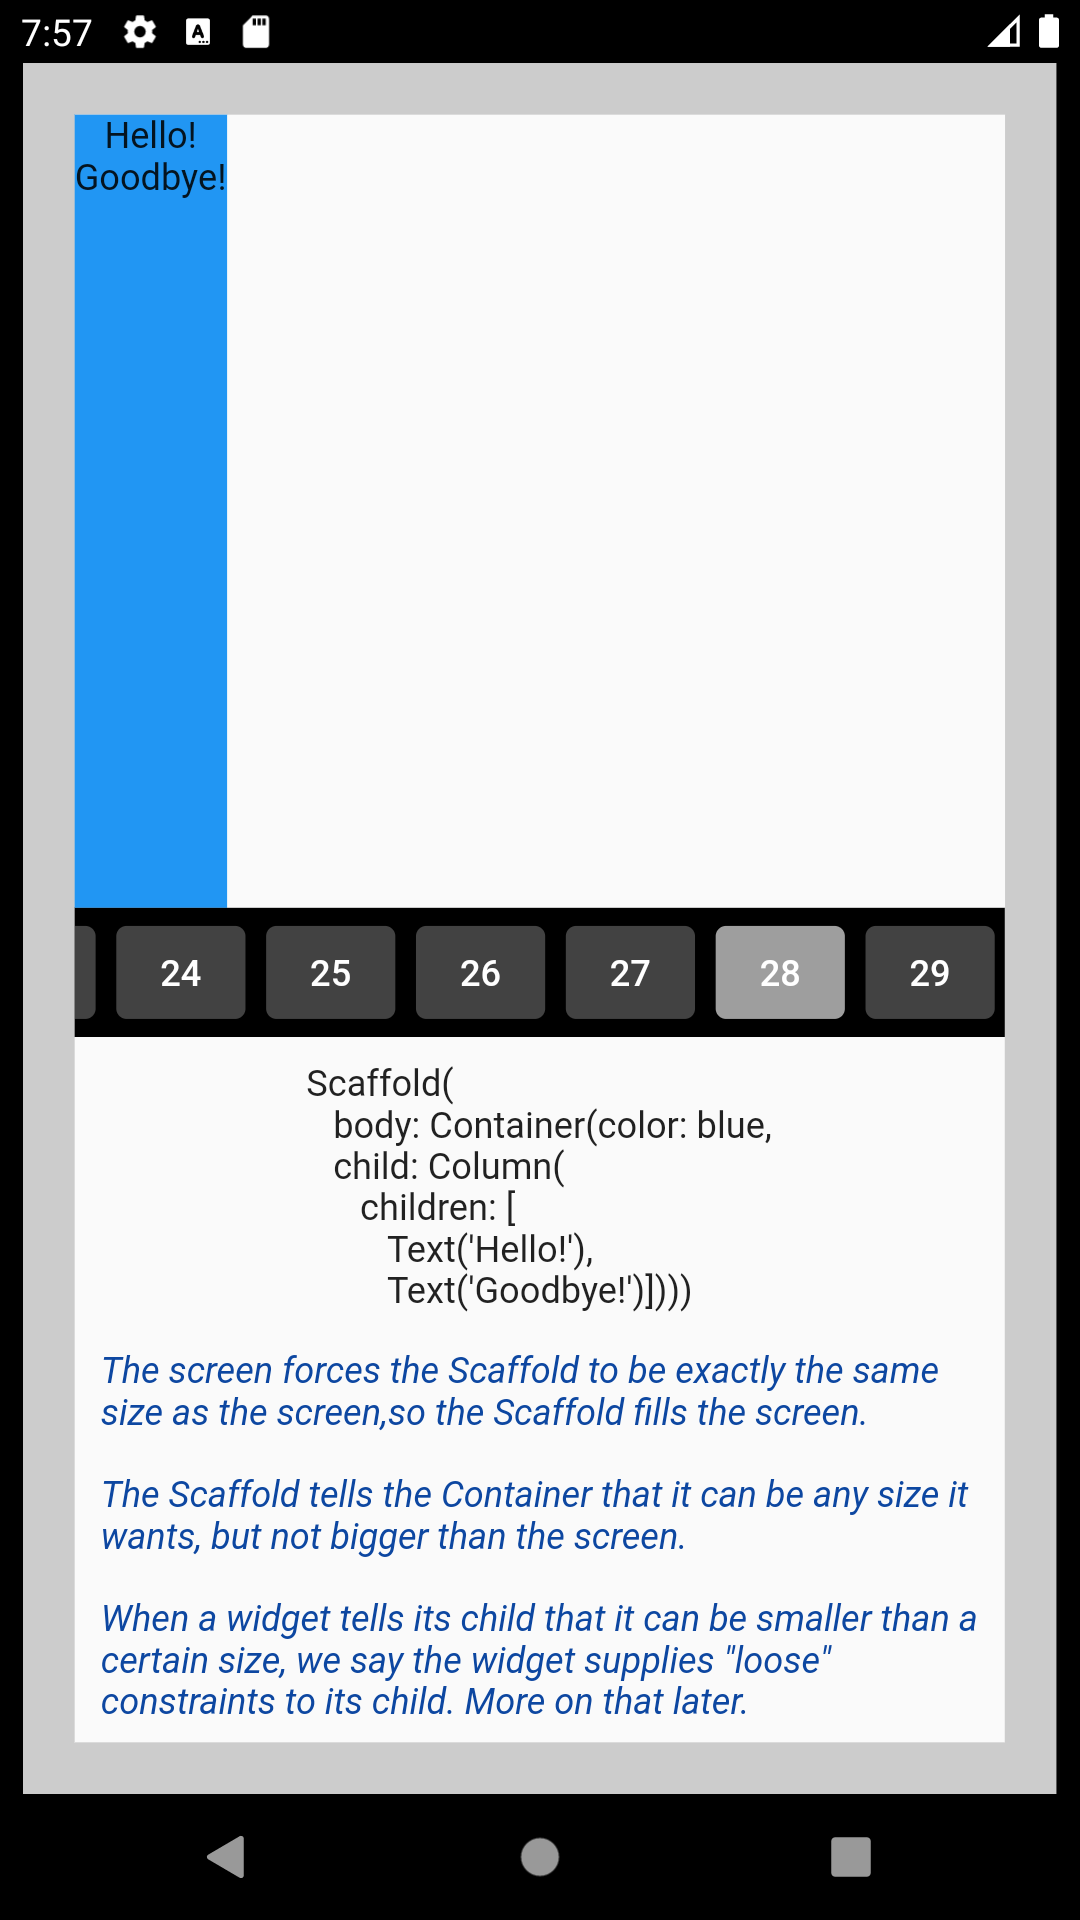 7:57
Hello!
Goodbye!
24 25 26 27 28 29
Scaffold(
body: Container(color: blue,
child: Column(
children: [
Text('Hello!'),
Text('Goodbye!')])))
The screen forces the Scaffold to be exactly the same
size as the screen,so the Scaffold fills the screen.
The Scaffold tells the Container that it can be any size it
wants, but not bigger than the screen.
When a widget tells its child that it can be smaller than a
certain size, we say the widget supplies "loose"
constraints to its child. More on that later.